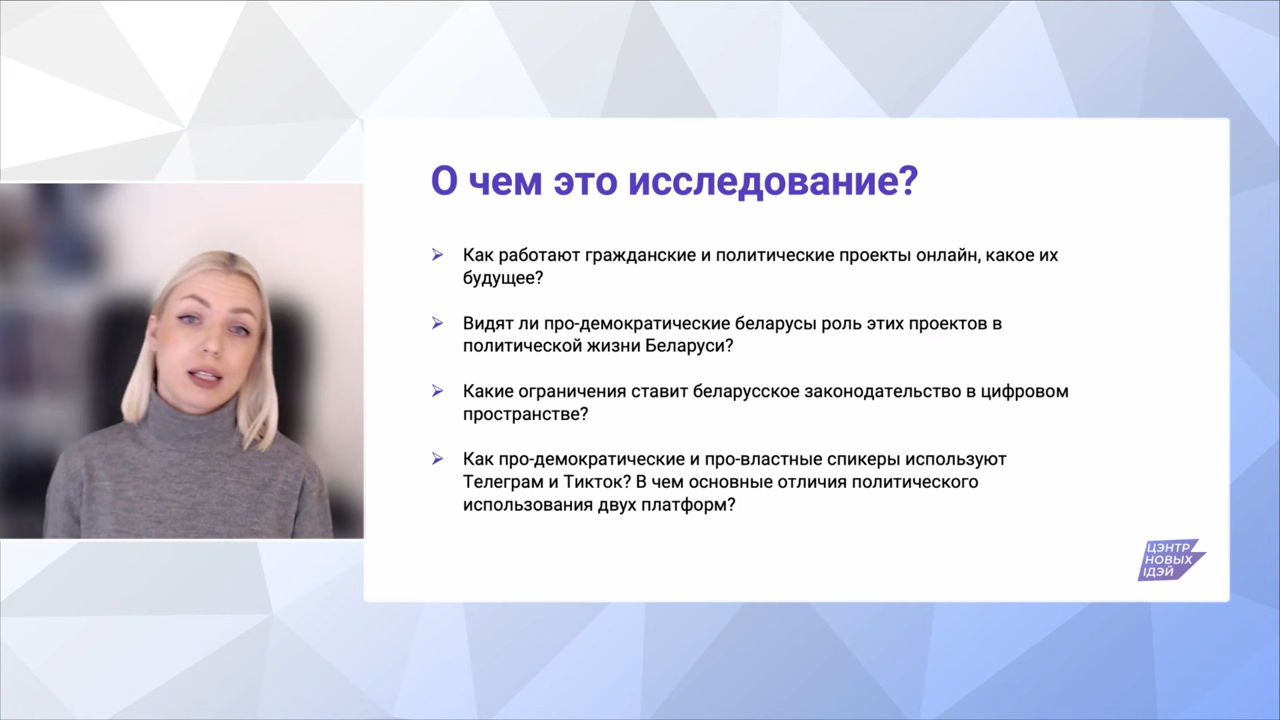 О чем это исследование?
Как работают гражданские и политические проекты онлайн, какое их
будущее?
Видят ли про-демократические беларусы роль этих проектов в
политической жизни Беларуси?
Какие ограничения ставит беларусское законодательство в цифровом
пространстве?
Как про-демократические и про-властные спикеры используют
Телеграм и Тикток? В чем основные отличия политического
использования двух платформ?
ЦЭНТР
НОВЫХ
ІДЭЙ